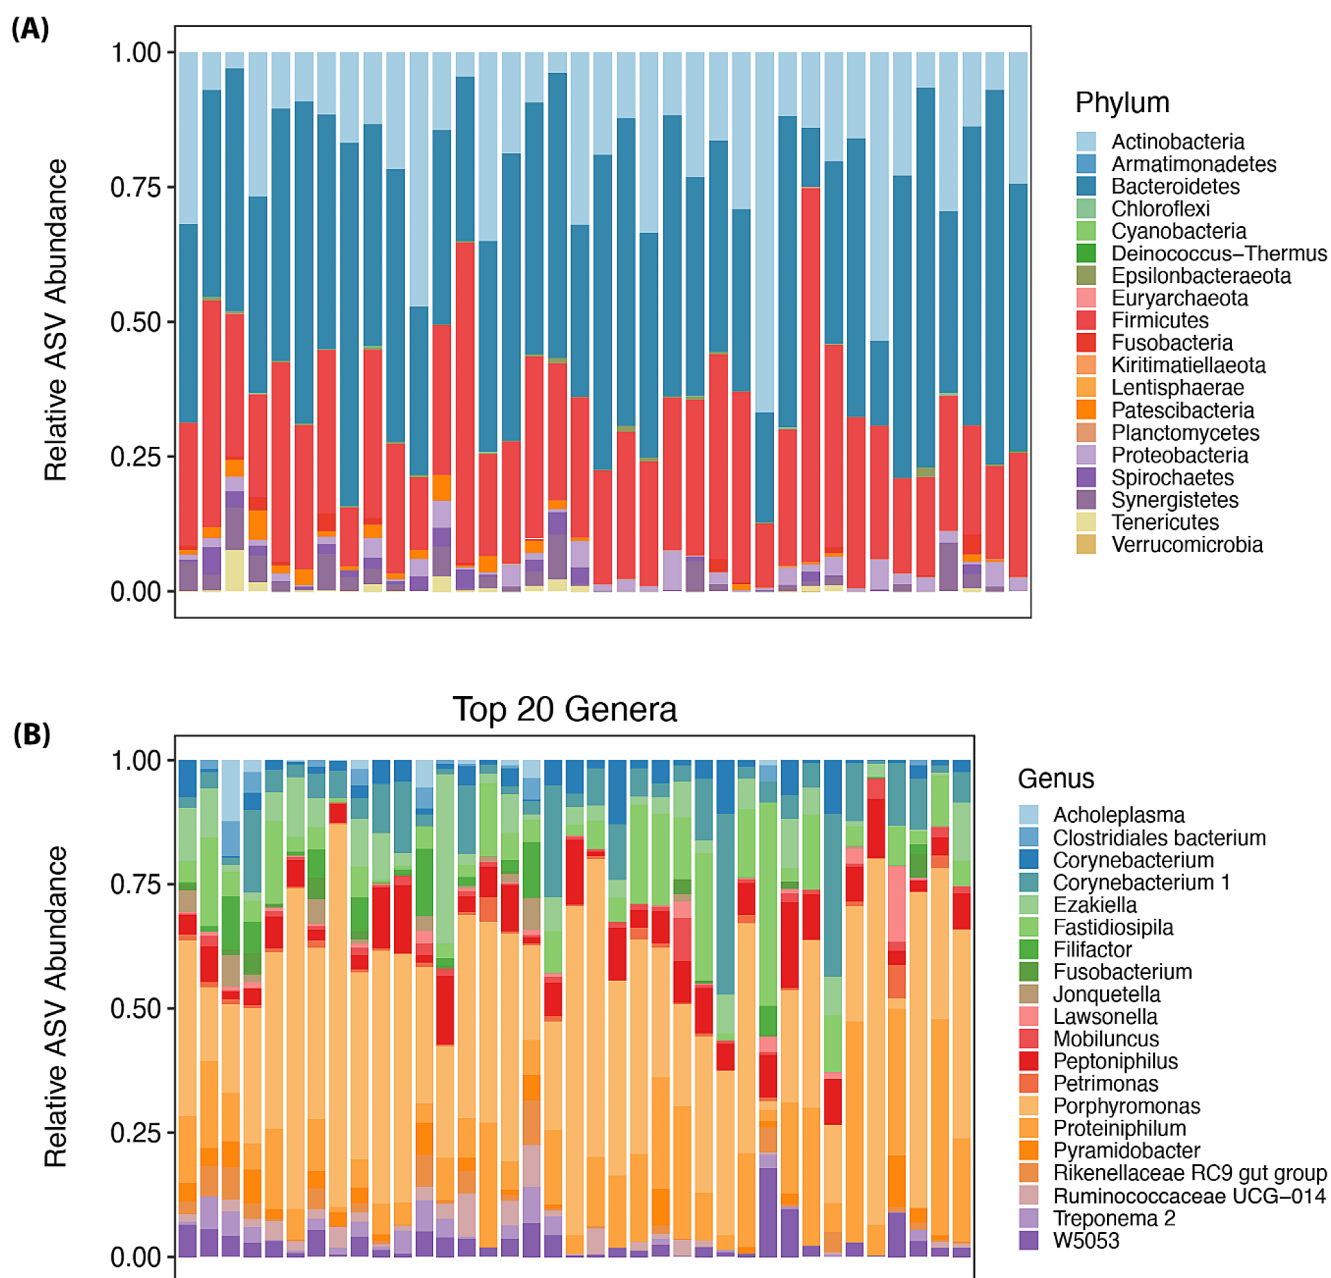 (A)
1.00
0.75
0.50
0.25
0.00
Relative ASV Abundance
Phylum
Actinobacteria
Armatimonadetes
Bacteroidetes
Chloroflexi
Cyanobacteria
Deinococcus−Thermus
Epsilonbacteraeota
Euryarchaeota
Firmicutes
Fusobacteria
Kiritimatiellaeota
Lentisphaerae
Patescibacteria
Planctomycetes
Proteobacteria
Spirochaetes
Synergistetes
Tenericutes
Verrucomicrobia
Top 20 Genera
(B)
1.00
0.75
0.50
0.25
0.00
Relative ASV Abundance
Genus
Acholeplasma
Clostridiales bacterium
Corynebacterium
Corynebacterium 1
Ezakiella
Fastidiosipila
Filifactor
Fusobacterium
Jonquetella
Lawsonella
Mobiluncus
Peptoniphilus
Petrimonas
Porphyromonas
Proteiniphilum
Pyramidobacter
Rikenellaceae RC9 gut group
Ruminococcaceae UCG−014
Treponema 2
W5053